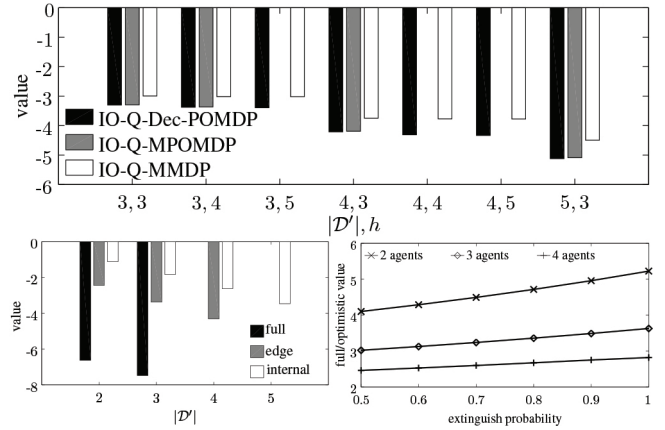 0
-1
-2
-3
-4
-5
-6
value
IO-Q-Dec-POMDP
IO-Q-MPOMDP
IO-Q-MMDP
3, 3 3, 4 3, 5 4, 3 4, 4 4, 5 5, 3
|𝒟′|, h
0
-2
-4
-6
-8
value
full
edge
internal
2 3 4 5
|𝒟′|
6
5
4
3
2
full/optimistic value
2 agents 3 agents 4 agents
0.5 0.6 0.7 0.8 0.9 1
extinguish probability